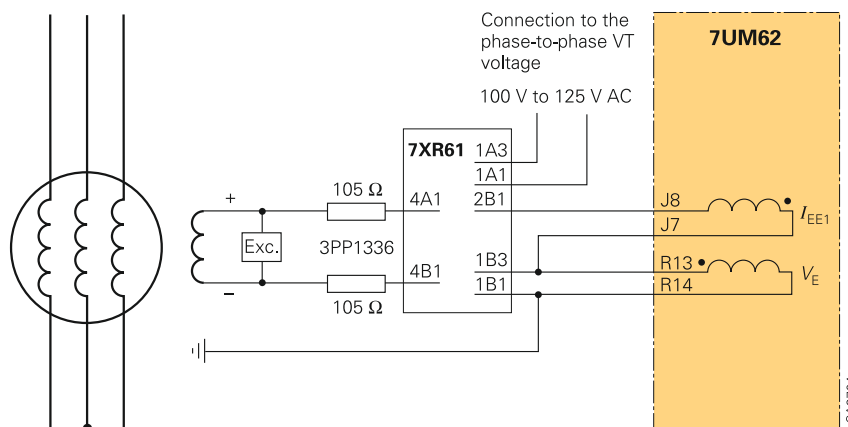 Connection to the
phase-to-phase VT
voltage
100 V to 125 V AC
7UM62
7XR61
1A3
1A1
2B1
4A1
105 Ω
+
Exc.
3PP1336
–
4B1
105 Ω
1B3
1B1
J8
J7
IEE1
R13
R14
VE